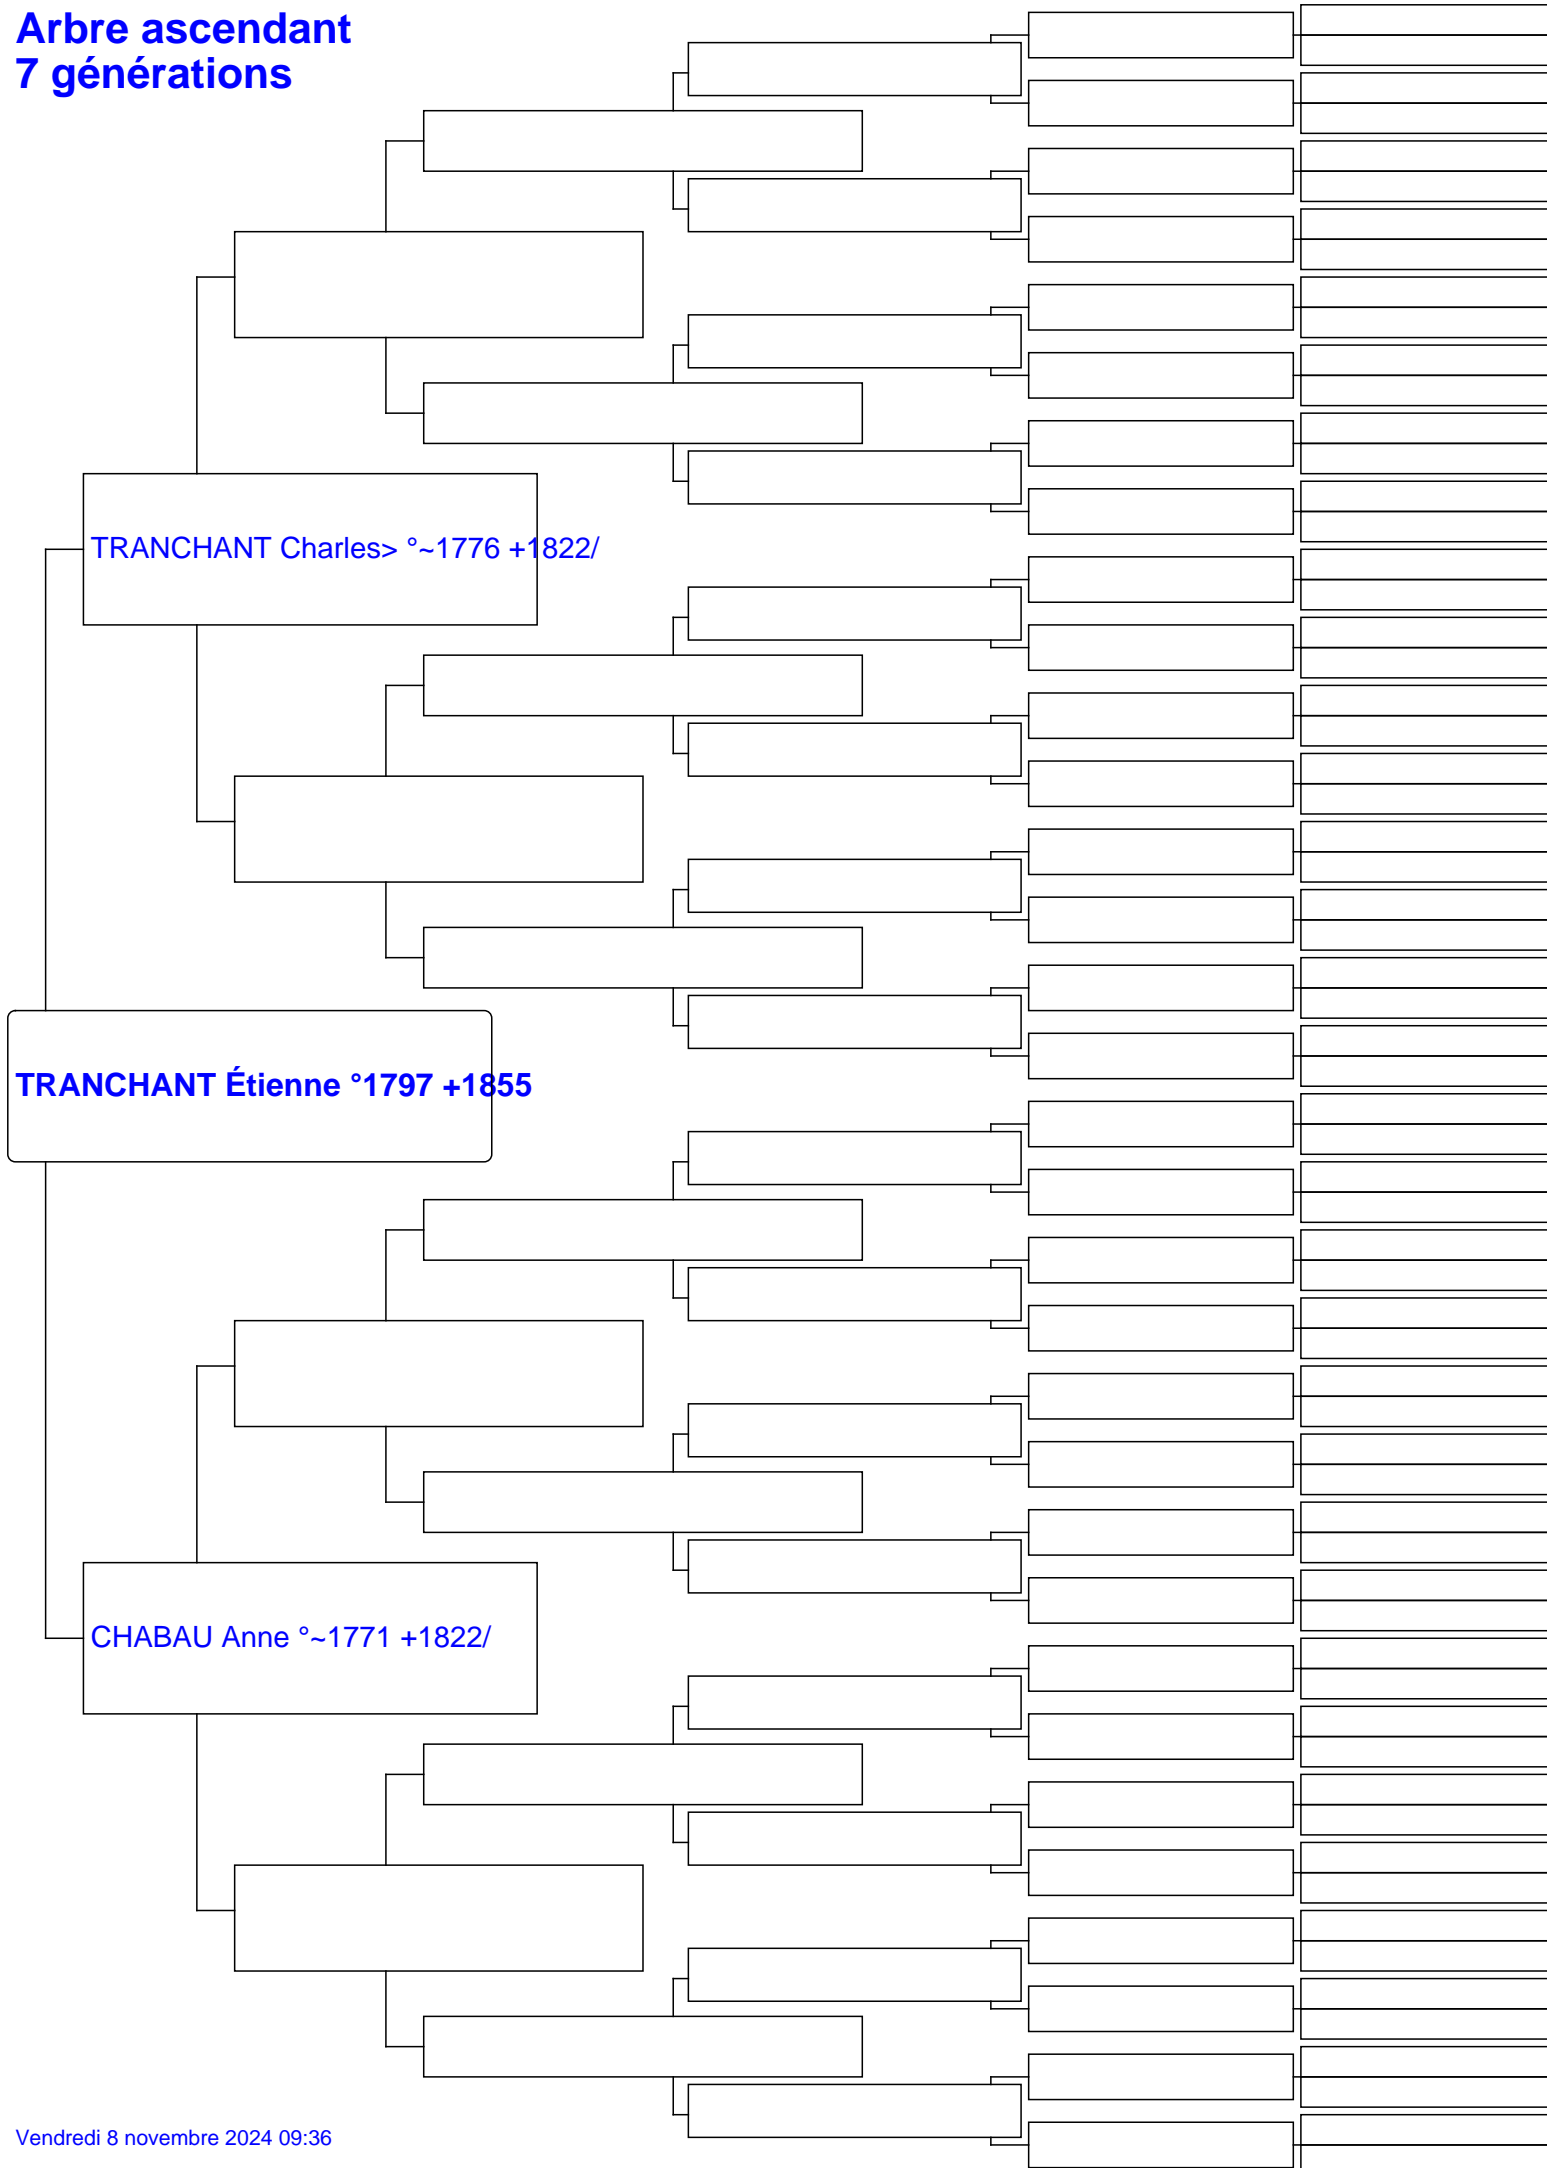 Arbre ascendant
7 générations
TRANCHANT Charles> °~1776 +1822/
TRANCHANT Étienne °1797 +1855
CHABAU Anne °~1771 +1822/
Vendredi 8 novembre 2024 09:36